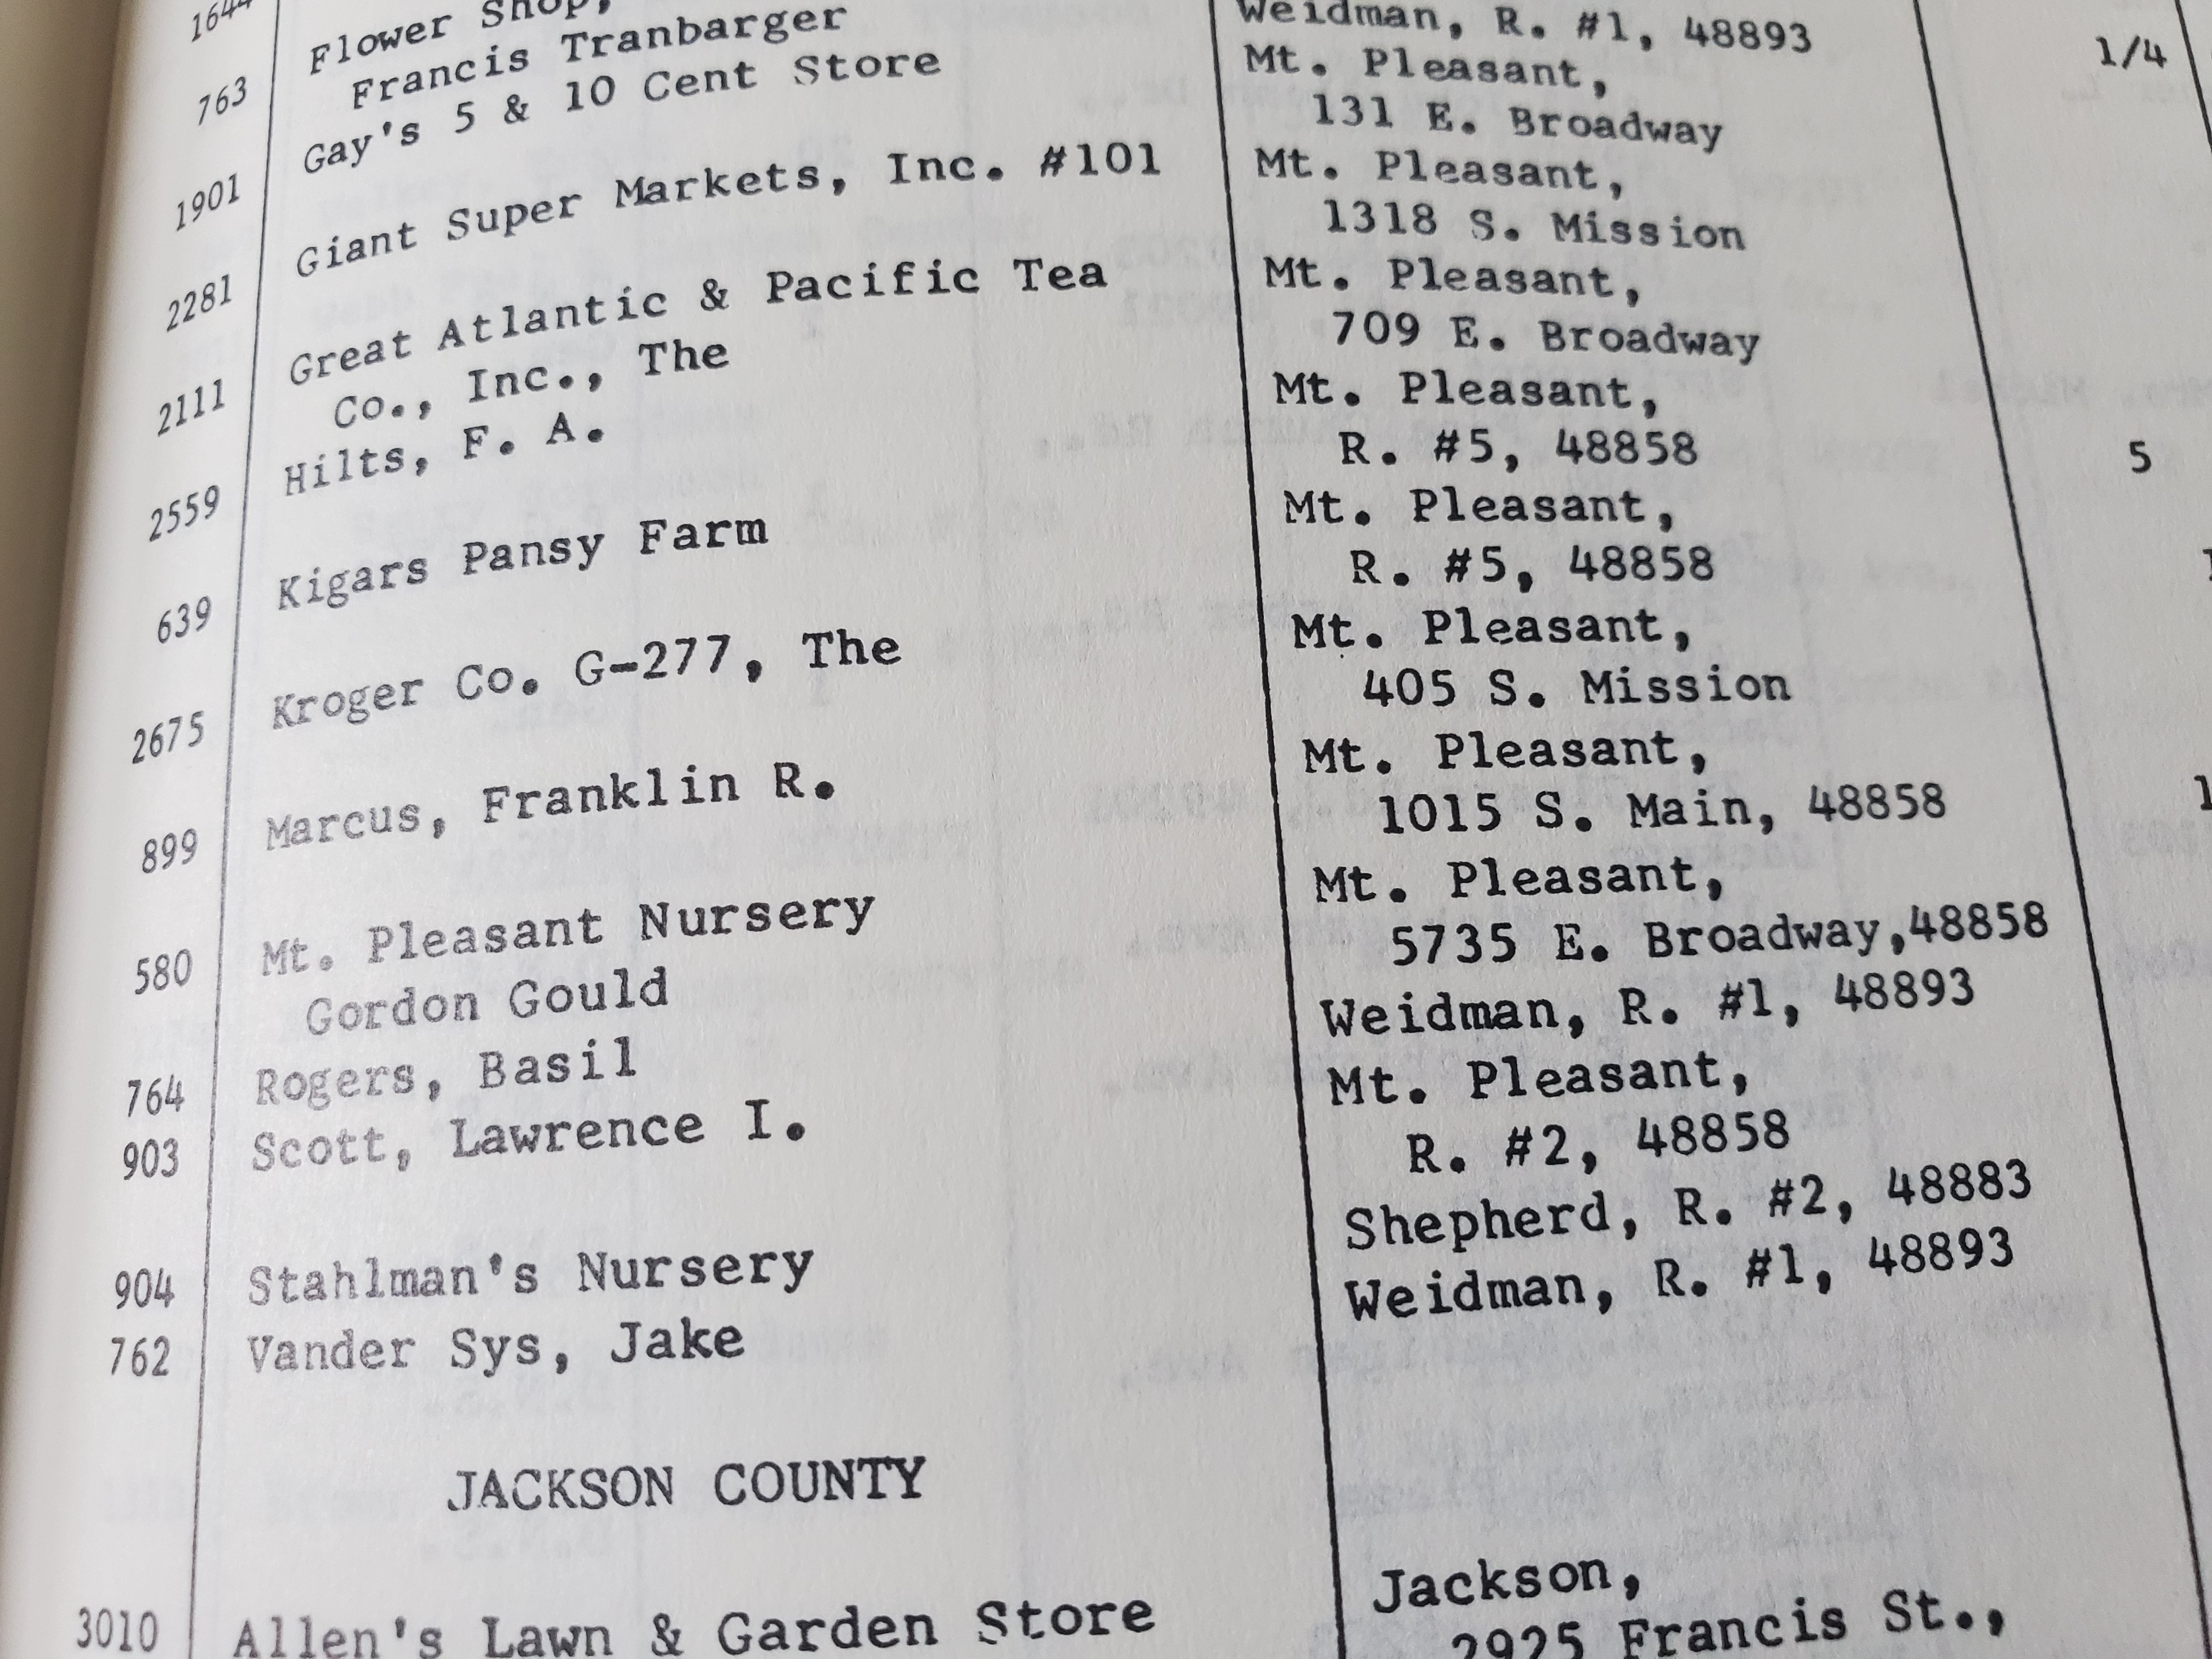 1644 Flower Shop,
763 Francis Tranbarger Weidman, R. #1, 48893 1/4
1901 Gay's 5 & 10 Cent Store Mt. Pleasant,
131 E. Broadway
2281 Giant Super Markets, Inc. #101 Mt. Pleasant,
1318 S. Mission
2111 Great Atlantic & Pacific Tea Mt. Pleasant,
Co., Inc., The 709 E. Broadway
2559 Hilts, F. A. Mt. Pleasant,
R. #5, 48858 5
639 Kigars Pansy Farm Mt. Pleasant,
R. #5, 48858
2675 Kroger Co. G-277, The Mt. Pleasant,
405 S. Mission
899 Marcus, Franklin R. Mt. Pleasant,
1015 S. Main, 48858
580 Mt. Pleasant Nursery Mt. Pleasant,
Gordon Gould 5735 E. Broadway,48858
764 Rogers, Basil Weidman, R. #1, 48893
903 Scott, Lawrence I. Mt. Pleasant,
R. #2, 48858
904 Stahlman's Nursery Shepherd, R. #2, 48883
762 Vander Sys, Jake Weidman, R. #1, 48893
JACKSON COUNTY
3010 Allen's Lawn & Garden Store Jackson,
2925 Francis St.,